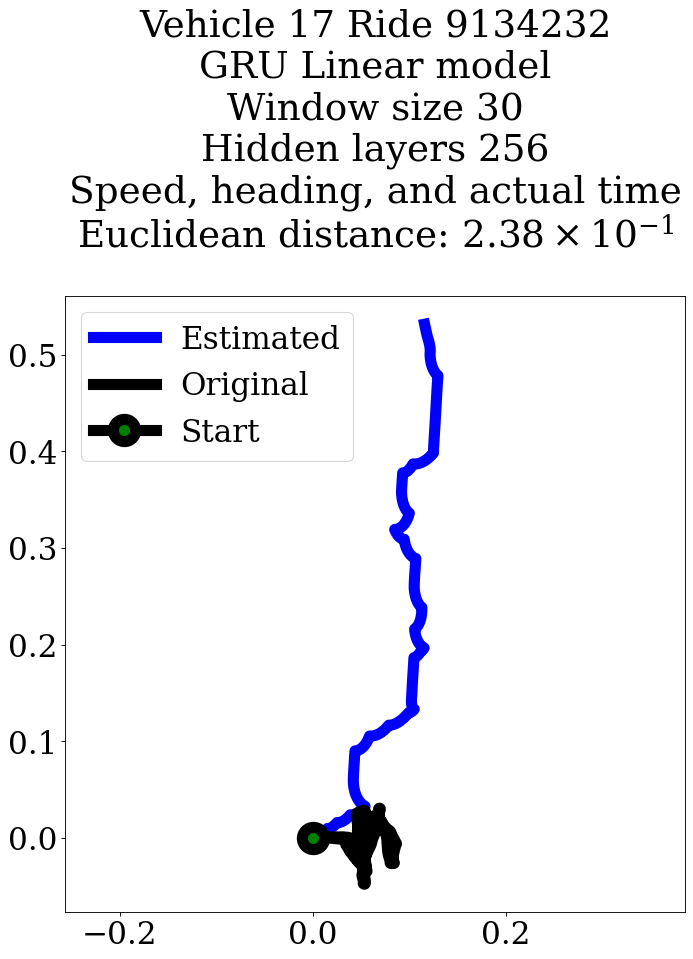 Vehicle 17 Ride 9134232
GRU Linear model
Window size 30
Hidden layers 256
Speed, heading, and actual time
Euclidean distance: 2.38 × 10⁻¹
Estimated
Original
Start
0.5
0.4
0.3
0.2
0.1
0.0
−0.2 0.0 0.2